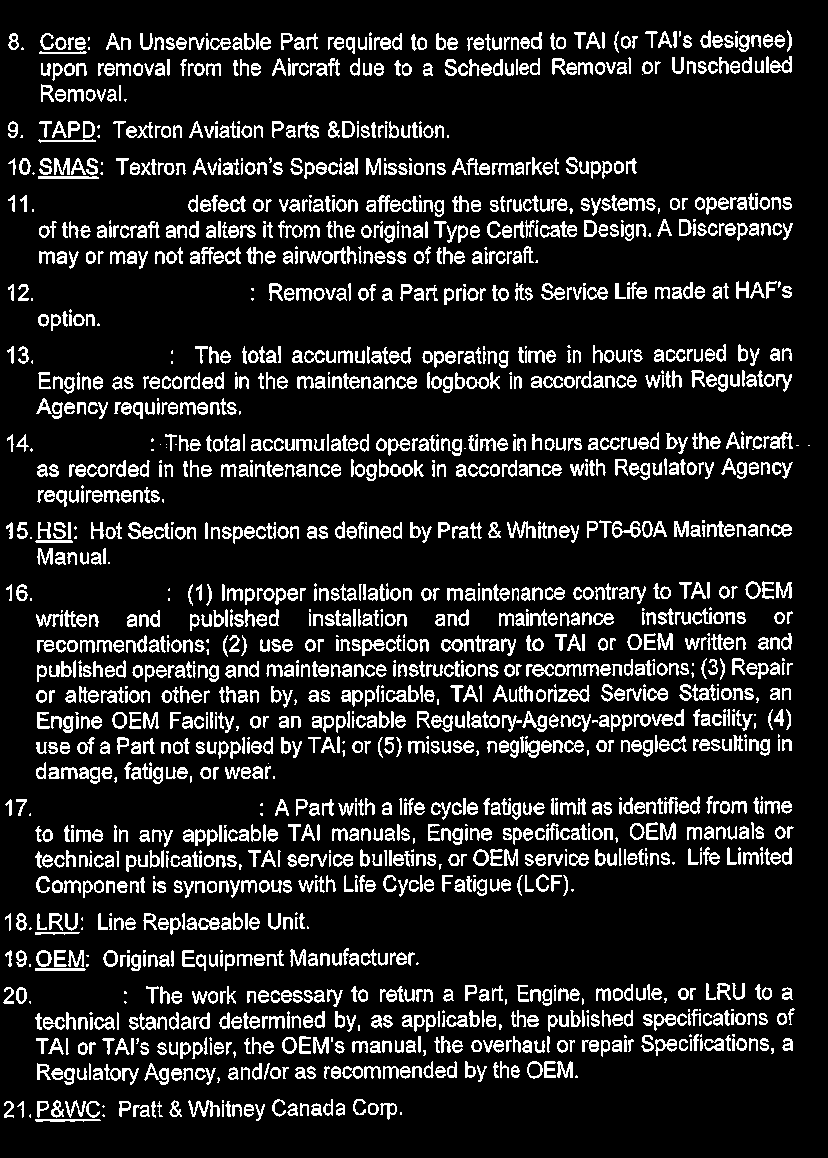 8. Core: An Unserviceable Part required to be returned to TAI (or TAI's designee)
upon removal from the Aircraft due to a Scheduled Removal or Unscheduled
Removal.
9. TAPD: Textron Aviation Parts &Distribution.
10. SMAS: Textron Aviation's Special Missions Aftermarket Support
11. defect or variation affecting the structure, systems, or operations
of the aircraft and alters it from the original Type Certificate Design. A Discrepancy
may or may not affect the airworthiness of the aircraft.
12. : Removal of a Part prior to its Service Life made at HAF's
option.
13. : The total accumulated operating time in hours accrued by an
Engine as recorded in the maintenance logbook in accordance with Regulatory
Agency requirements.
14. : The total accumulated operating time in hours accrued by the Aircraft
as recorded in the maintenance logbook in accordance with Regulatory Agency
requirements.
15. HSI: Hot Section Inspection as defined by Pratt & Whitney PT6-60A Maintenance
Manual.
16. : (1) Improper installation or maintenance contrary to TAI or OEM
written and published installation and maintenance instructions or
recommendations; (2) use or inspection contrary to TAI or OEM written and
published operating and maintenance instructions or recommendations; (3) Repair
or alteration other than by, as applicable, TAI Authorized Service Stations, an
Engine OEM Facility, or an applicable Regulatory-Agency-approved facility; (4)
use of a Part not supplied by TAI; or (5) misuse, negligence, or neglect resulting in
damage, fatigue, or wear.
17. : A Part with a life cycle fatigue limit as identified from time
to time in any applicable TAI manuals, Engine specification, OEM manuals or
technical publications, TAI service bulletins, or OEM service bulletins. Life Limited
Component is synonymous with Life Cycle Fatigue (LCF).
18. LRU: Line Replaceable Unit.
19. OEM: Original Equipment Manufacturer.
20. : The work necessary to return a Part, Engine, module, or LRU to a
technical standard determined by, as applicable, the published specifications of
TAI or TAI's supplier, the OEM's manual, the overhaul or repair Specifications, a
Regulatory Agency, and/or as recommended by the OEM.
21. P&WC: Pratt & Whitney Canada Corp.